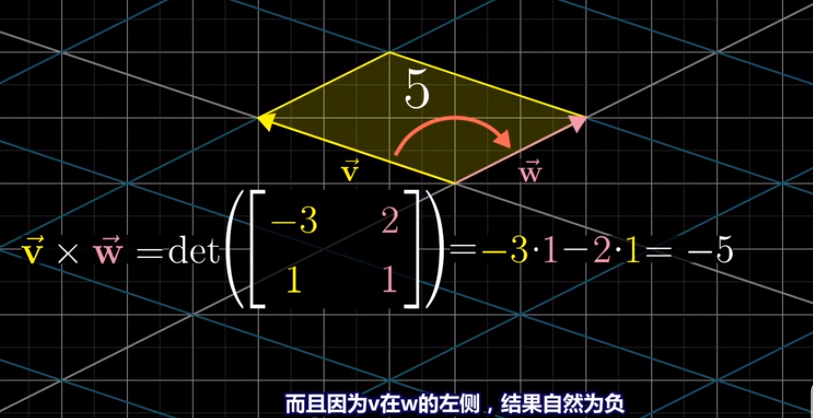 5
v⃗
w⃗
v⃗ × w⃗ = det([−3 2
1 1]) = −3·1−2·1 = −5
而且因为v在w的左侧，结果自然为负